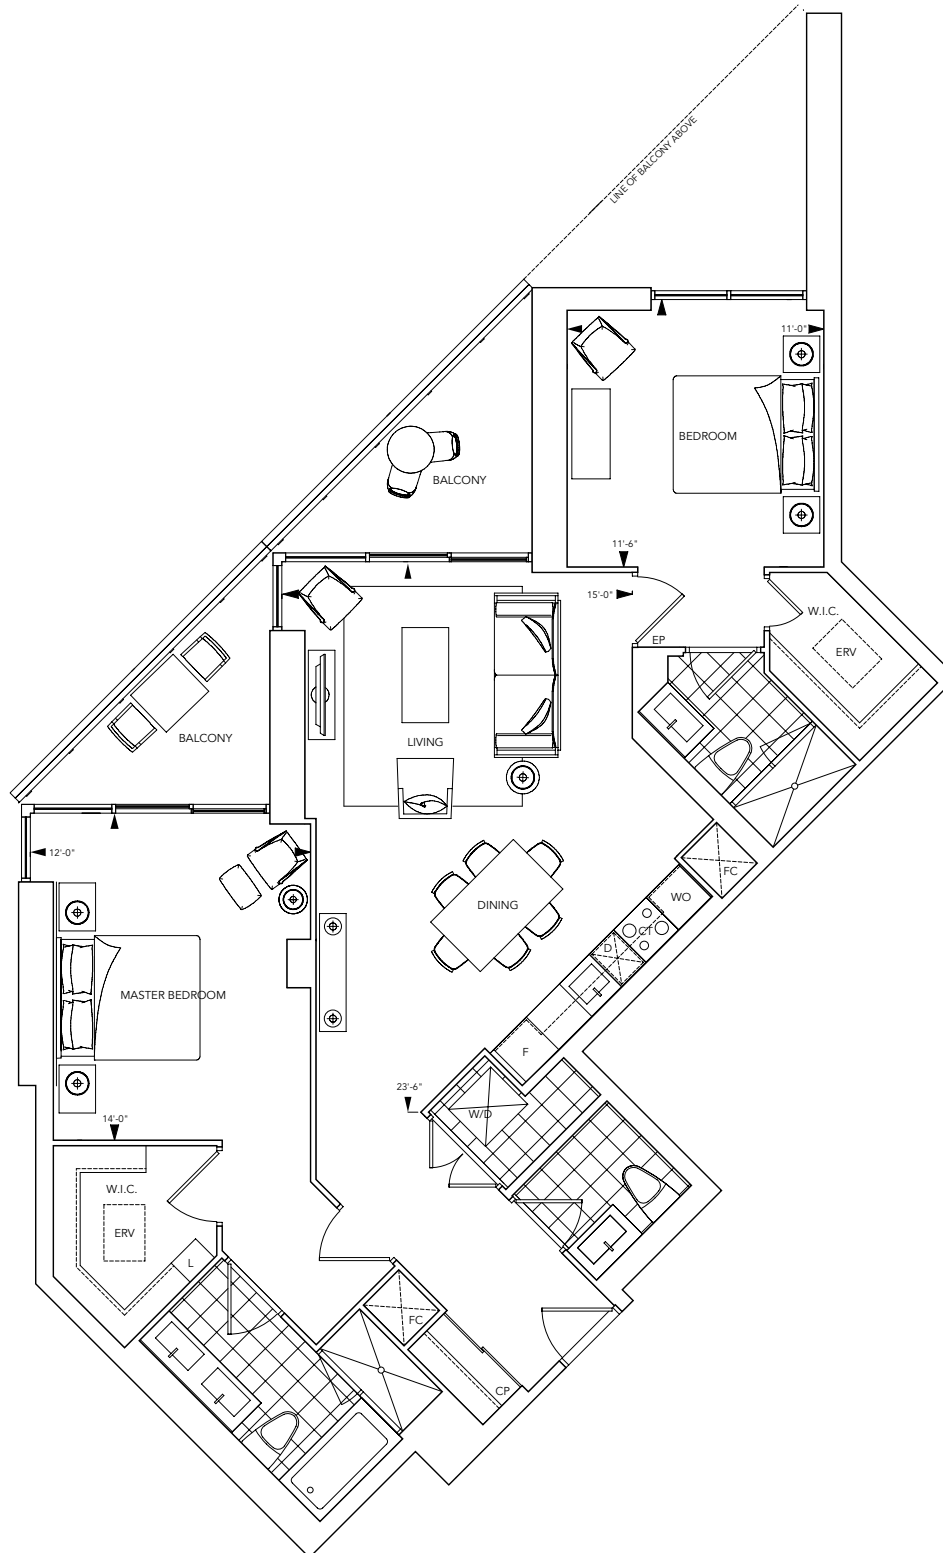 LINE OF BALCONY ABOVE
11'-0"
BEDROOM
BALCONY
11'-6"
15'-0"
W.I.C.
EP
ERV
BALCONY
LIVING
12'-0"
FC
WO
DINING
CT
D
MASTER BEDROOM
F
23'-6"
W/D
14'-0"
W.I.C.
ERV
L
FC
CP